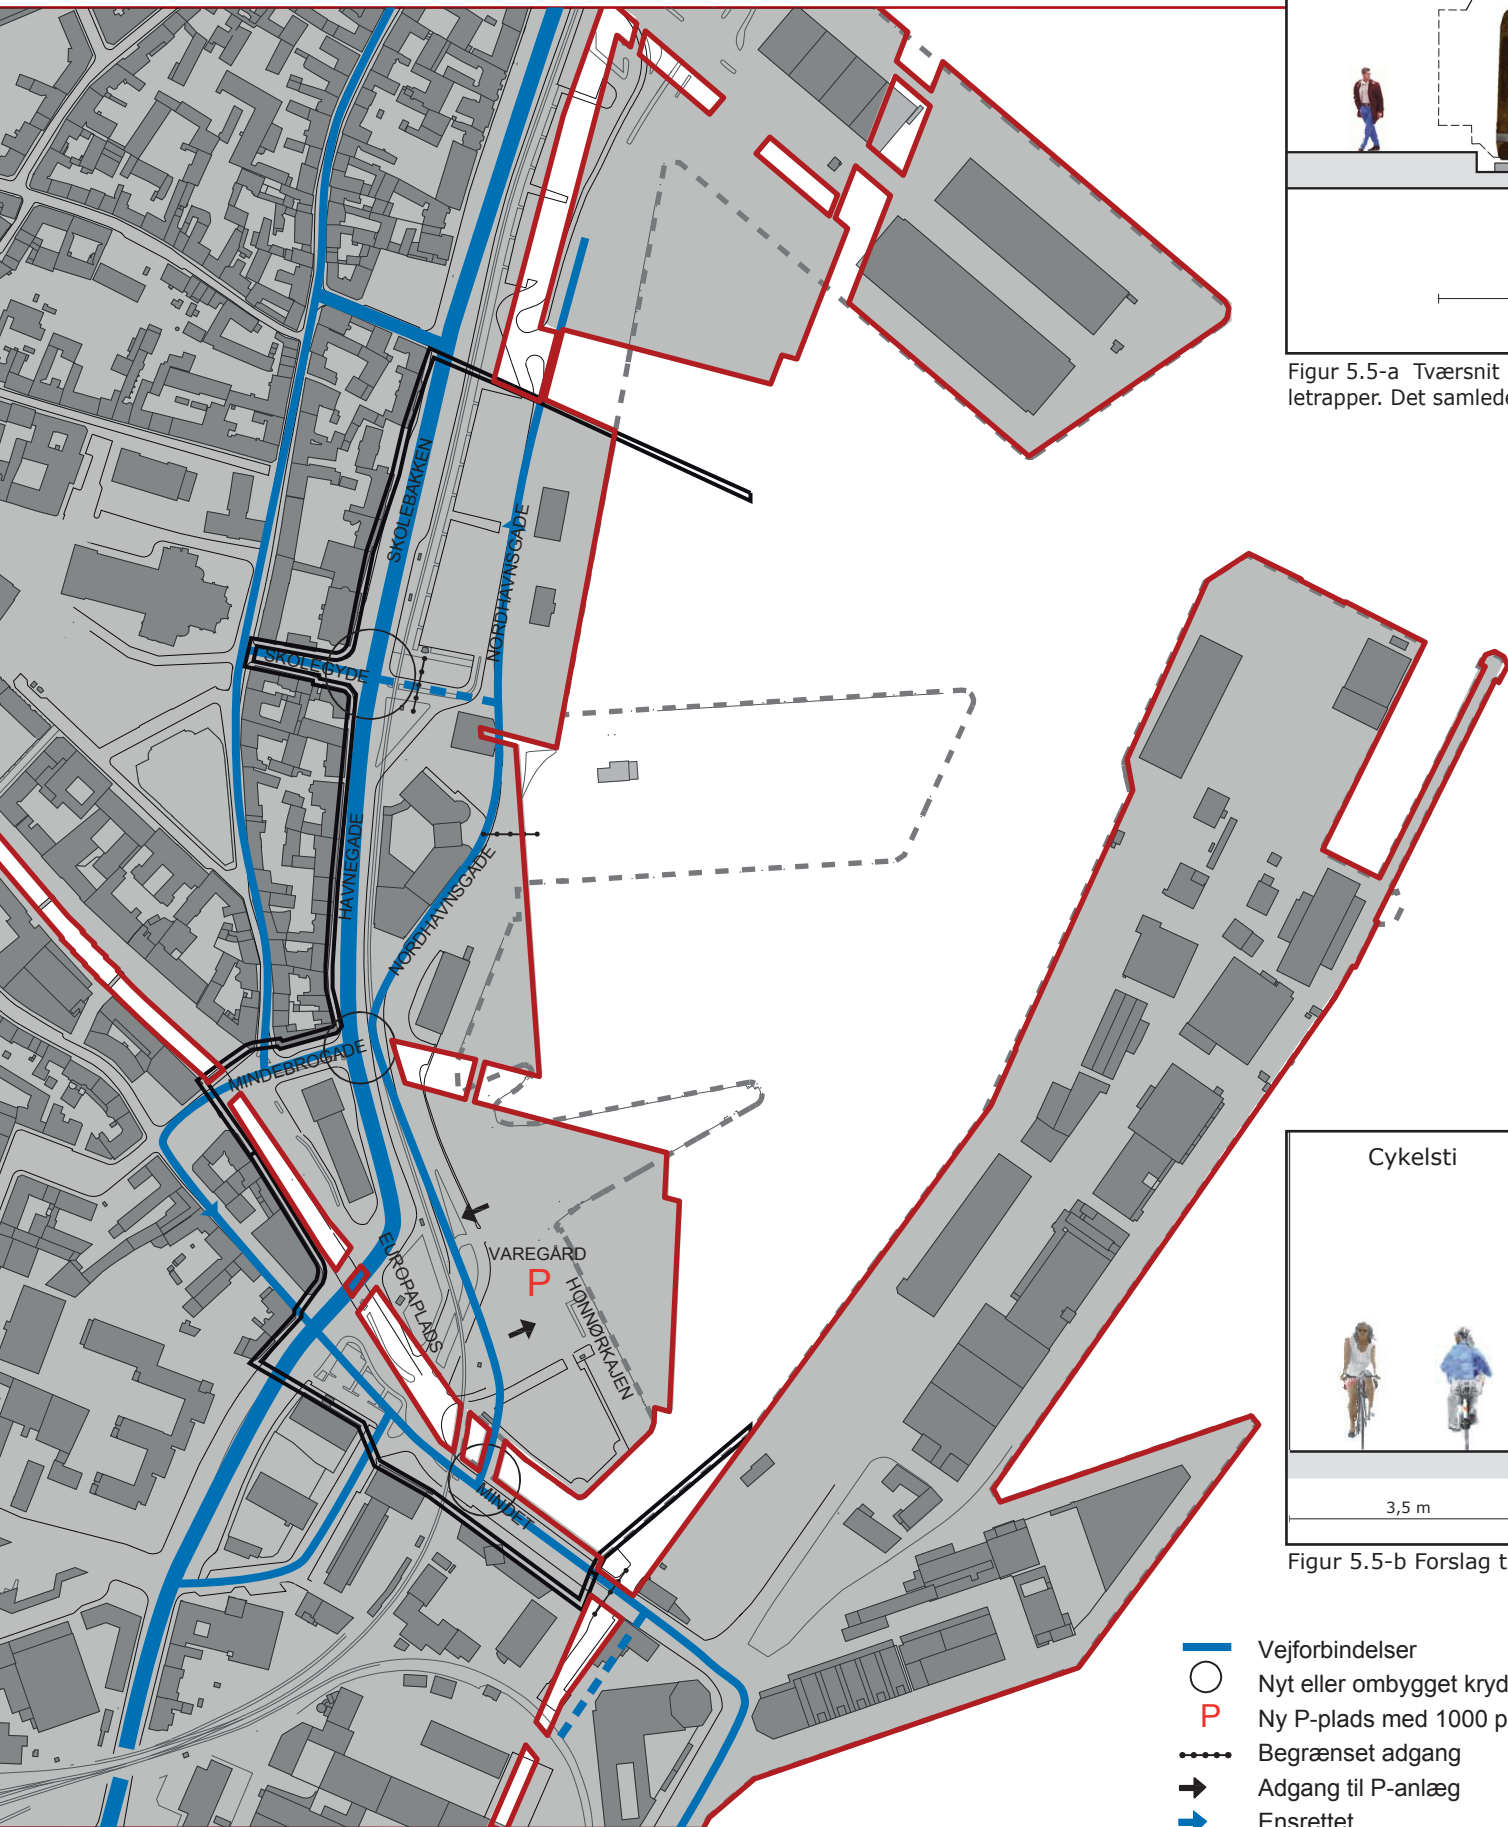 Figur 5.5-a Tværsnit
letrapper. Det samlede
SKOLEBAKKEN
NORDHAVNSGADE
SKOLEGYDE
HAVNEGADE
NORDHAVNSGADE
MINDEBROGADE
EUROPAPLADS
VAREGÅRD
P
HONNØRKAJEN
MINDET
Cykelsti
3,5 m
Figur 5.5-b Forslag t
Vejforbindelser
Nyt eller ombygget kryd
P Ny P-plads med 1000 p
Begrænset adgang
Adgang til P-anlæg
Ensrettet